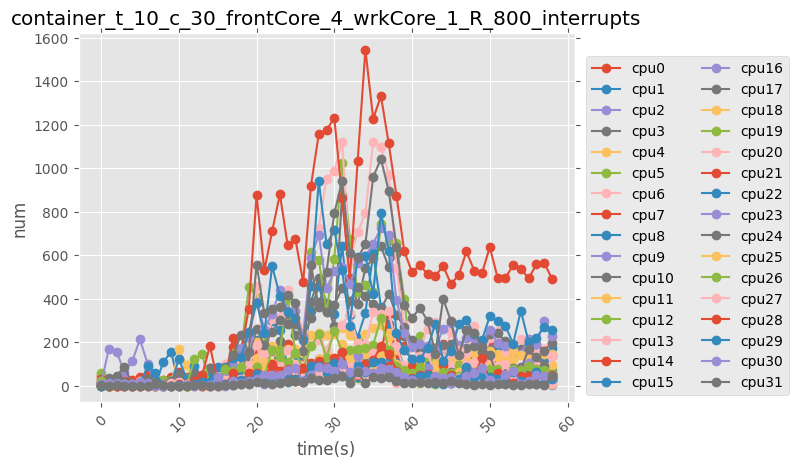 container_t_10_c_30_frontCore_4_wrkCore_1_R_800_interrupts
1600
1400
1200
1000
800
600
400
200
0
num
0
10
20
30
40
50
60
time(s)
cpu0
cpu1
cpu2
cpu3
cpu4
cpu5
cpu6
cpu7
cpu8
cpu9
cpu10
cpu11
cpu12
cpu13
cpu14
cpu15
cpu16
cpu17
cpu18
cpu19
cpu20
cpu21
cpu22
cpu23
cpu24
cpu25
cpu26
cpu27
cpu28
cpu29
cpu30
cpu31